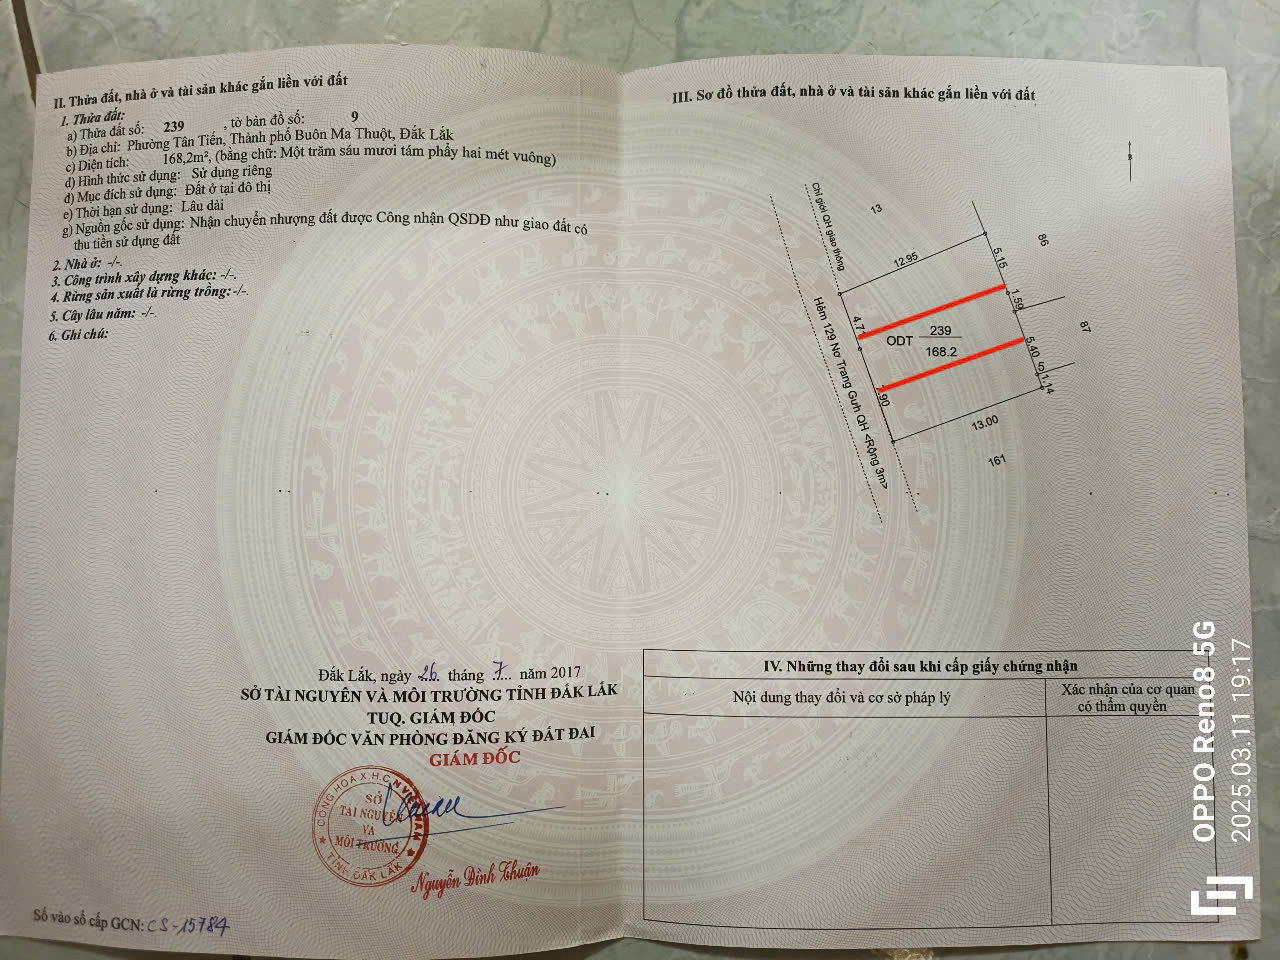 II. Thửa đất, nhà ở và tài sản khác gắn liền với đất
1. Thửa đất:
a) Thửa đất số: 239 , tờ bản đồ số: 9
b) Địa chỉ: Phường Tân Tiến, Thành phố Buôn Ma Thuột, Đắk Lắk
c) Diện tích: 168,2m², (bằng chữ: Một trăm sáu mươi tám phẩy hai mét vuông)
d) Hình thức sử dụng: Sử dụng riêng
đ) Mục đích sử dụng: Đất ở tại đô thị
e) Thời hạn sử dụng: Lâu dài
g) Nguồn gốc sử dụng: Nhận chuyển nhượng đất được Công nhận QSDĐ như giao đất có
thu tiền sử dụng đất
2. Nhà ở: -/-.
3. Công trình xây dựng khác: -/-.
4. Rừng sản xuất là rừng trồng: -/-.
5. Cây lâu năm: -/-.
6. Ghi chú:
Đắk Lắk, ngày 26 tháng 7 năm 2017
SỞ TÀI NGUYÊN VÀ MÔI TRƯỜNG TỈNH ĐẮK LẮK
TUQ. GIÁM ĐỐC
GIÁM ĐỐC VĂN PHÒNG ĐĂNG KÝ ĐẤT ĐAI
GIÁM ĐỐC
CỘNG HÒA X.H.C.N VIỆT NAM
SỞ
TÀI NGUYÊN
VÀ
MÔI TRƯỜNG
TỈNH ĐẮK LẮK
Nguyễn Đình Thuận
Số vào sổ cấp GCN: CS-15784
III. Sơ đồ thửa đất, nhà ở và tài sản khác gắn liền với đất
Chỉ giới QH giao thông
13
86
12.95
5.15
1.59
87
4.71
ODT
239
168.2
5.40
5
1.14
13.00
161
Hẻm 129 Nơ Trang Gưh QH <Rộng 3m>
IV. Những thay đổi sau khi cấp giấy chứng nhận
Nội dung thay đổi và cơ sở pháp lý
Xác nhận của cơ quan
có thẩm quyền
OPPO Reno8 5G
2025.03.11 19:17